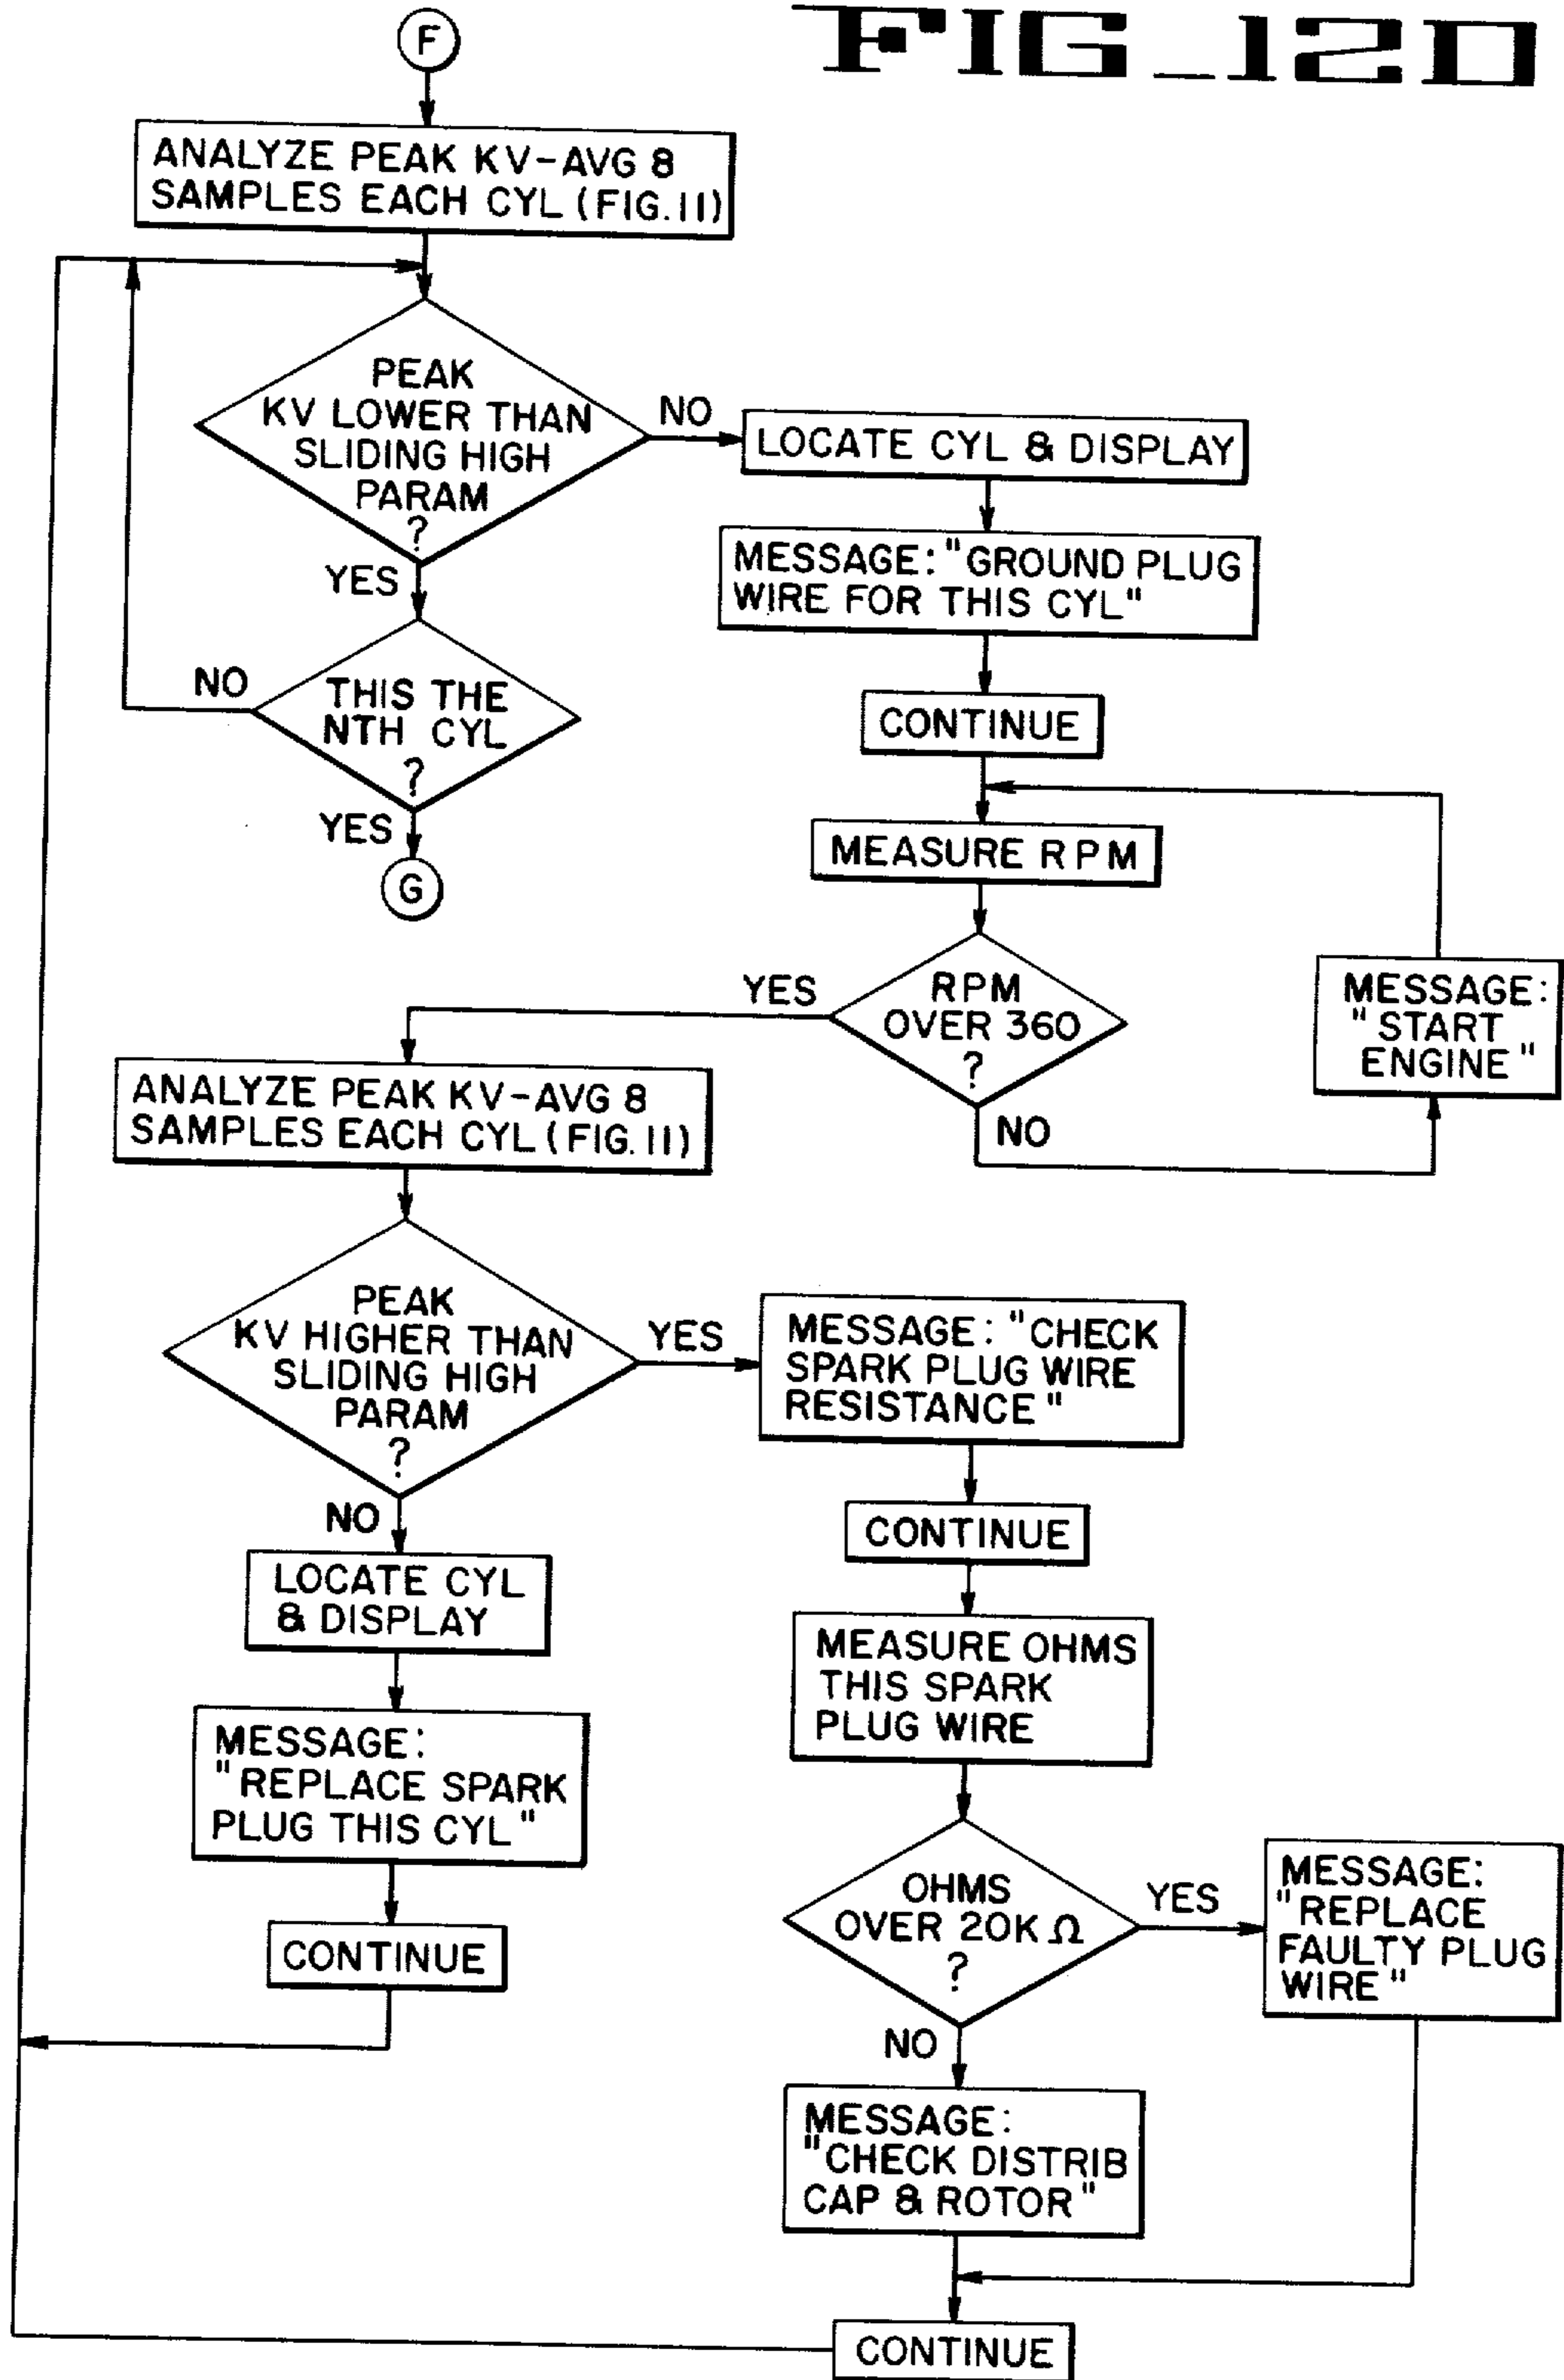 FIG_12D
F
ANALYZE PEAK KV-AVG 8
SAMPLES EACH CYL (FIG. 11)
PEAK
KV LOWER THAN
SLIDING HIGH
PARAM
?
NO
LOCATE CYL & DISPLAY
MESSAGE: "GROUND PLUG
WIRE FOR THIS CYL"
YES
NO
THIS THE
NTH CYL
?
CONTINUE
YES
G
MEASURE RPM
RPM
OVER 360
?
YES
NO
MESSAGE:
"START
ENGINE"
ANALYZE PEAK KV-AVG 8
SAMPLES EACH CYL (FIG. 11)
PEAK
KV HIGHER THAN
SLIDING HIGH
PARAM
?
YES
MESSAGE: "CHECK
SPARK PLUG WIRE
RESISTANCE"
NO
CONTINUE
LOCATE CYL
& DISPLAY
MEASURE OHMS
THIS SPARK
PLUG WIRE
MESSAGE:
"REPLACE SPARK
PLUG THIS CYL"
CONTINUE
OHMS
OVER 20K Ω
?
YES
MESSAGE:
"REPLACE
FAULTY PLUG
WIRE"
NO
MESSAGE:
"CHECK DISTRIB
CAP & ROTOR"
CONTINUE